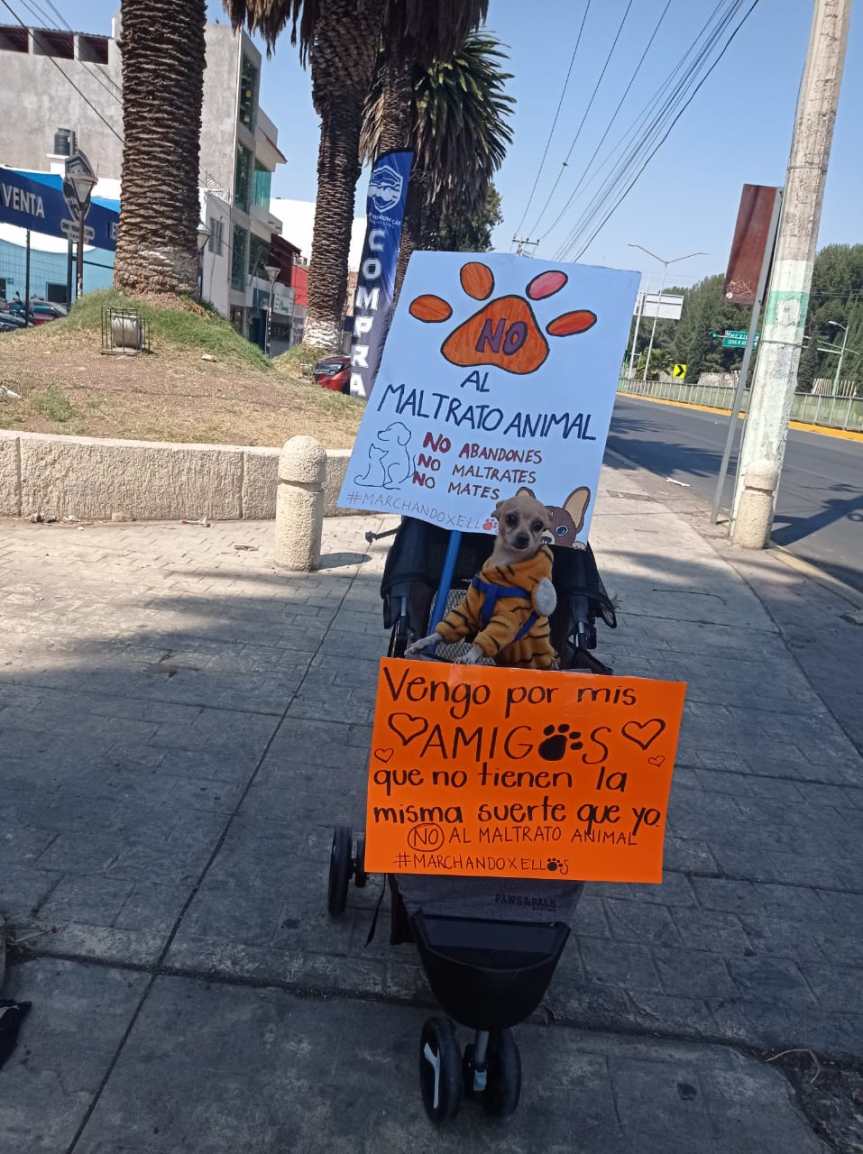 VENTA
COMPRA
NO
AL
MALTRATO ANIMAL
NO ABANDONES
NO MALTRATES
NO MATES
#MARCHANDOXELL
Vengo por mis
AMIGOS
que no tienen la
misma suerte que yo.
NO AL MALTRATO ANIMAL
#MARCHANDOXELLOS